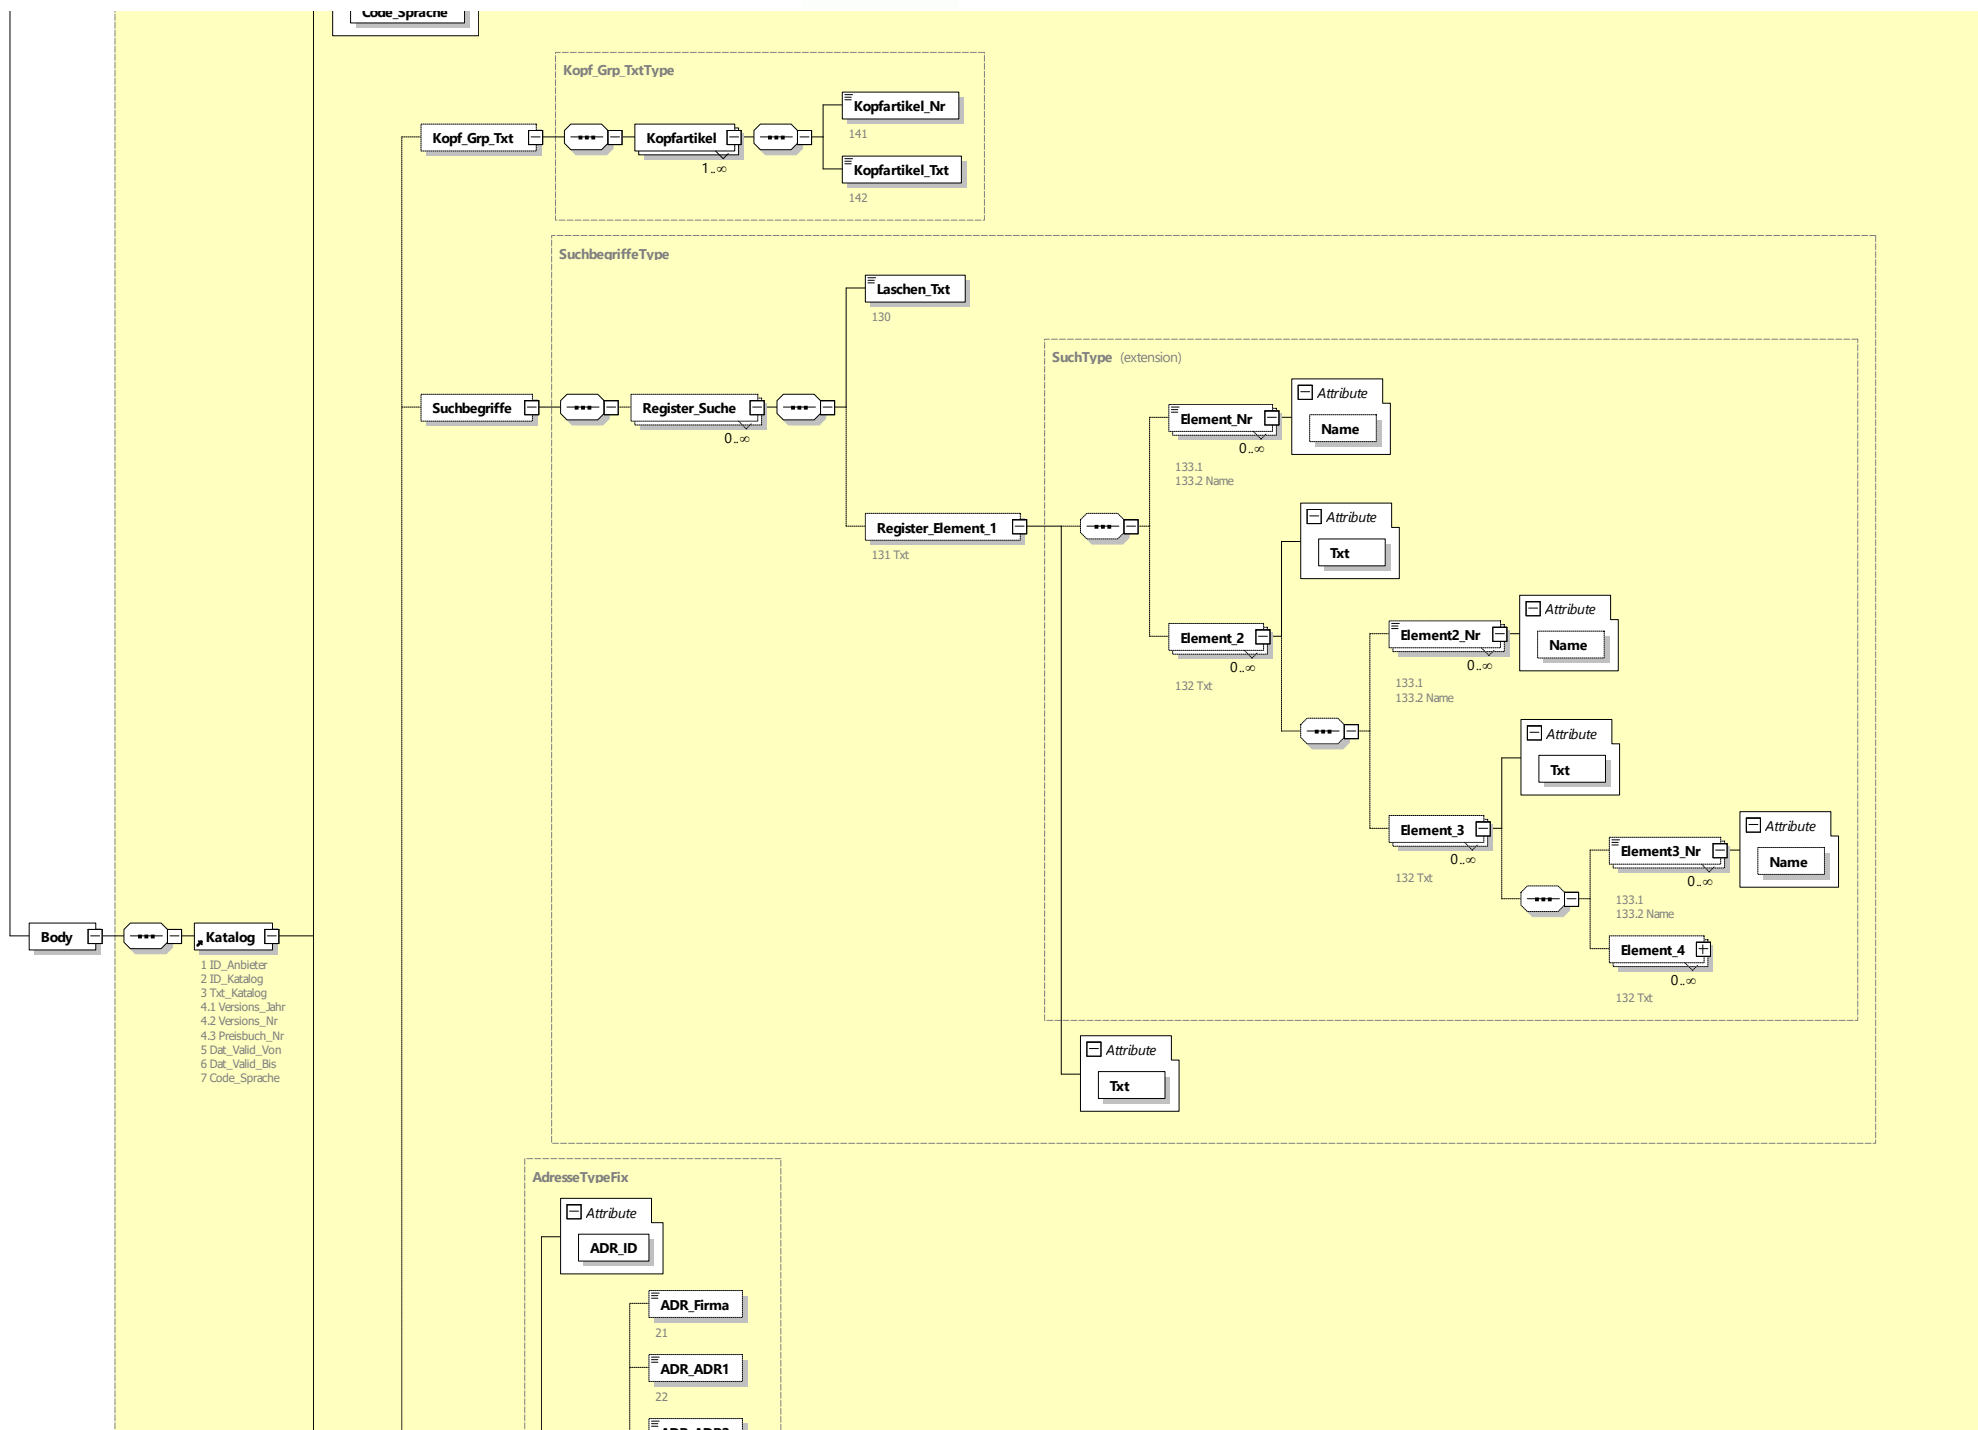 Code_Sprache
Kopf_Grp_TxtType
Kopfartikel_Nr
141
Kopf_Grp_Txt
Kopfartikel
1..∞
Kopfartikel_Txt
142
SuchbegriffeType
Laschen_Txt
130
SuchType (extension)
Attribute
Name
Suchbegriffe
Register_Suche
0..∞
Element_Nr
0..∞
133.1
133.2 Name
Attribute
Txt
Register_Element_1
131 Txt
Element_2
0..∞
132 Txt
Attribute
Name
Element2_Nr
0..∞
133.1
133.2 Name
Attribute
Txt
Element_3
0..∞
132 Txt
Attribute
Name
Element3_Nr
0..∞
133.1
133.2 Name
Element_4
0..∞
132 Txt
Body
Katalog
1 ID_Anbieter
2 ID_Katalog
3 Txt_Katalog
4.1 Versions_Jahr
4.2 Versions_Nr
4.3 Preisbuch_Nr
5 Dat_Valid_Von
6 Dat_Valid_Bis
7 Code_Sprache
Attribute
Txt
AdresseTypeFix
Attribute
ADR_ID
ADR_Firma
21
ADR_ADR1
22